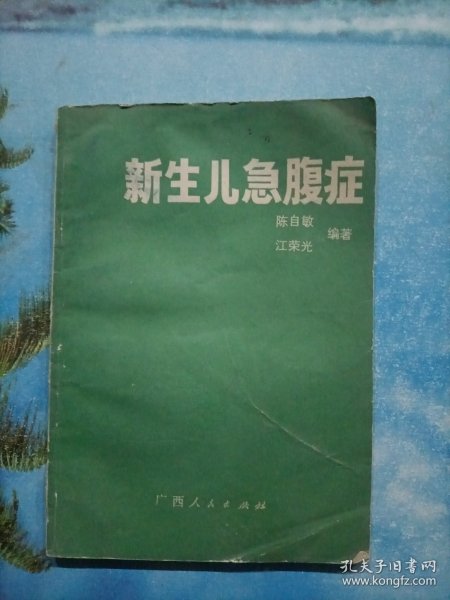 新生儿急腹症
陈自敏
江荣光
编著
广西人民出版社
孔夫子旧书网
www.kongfz.com